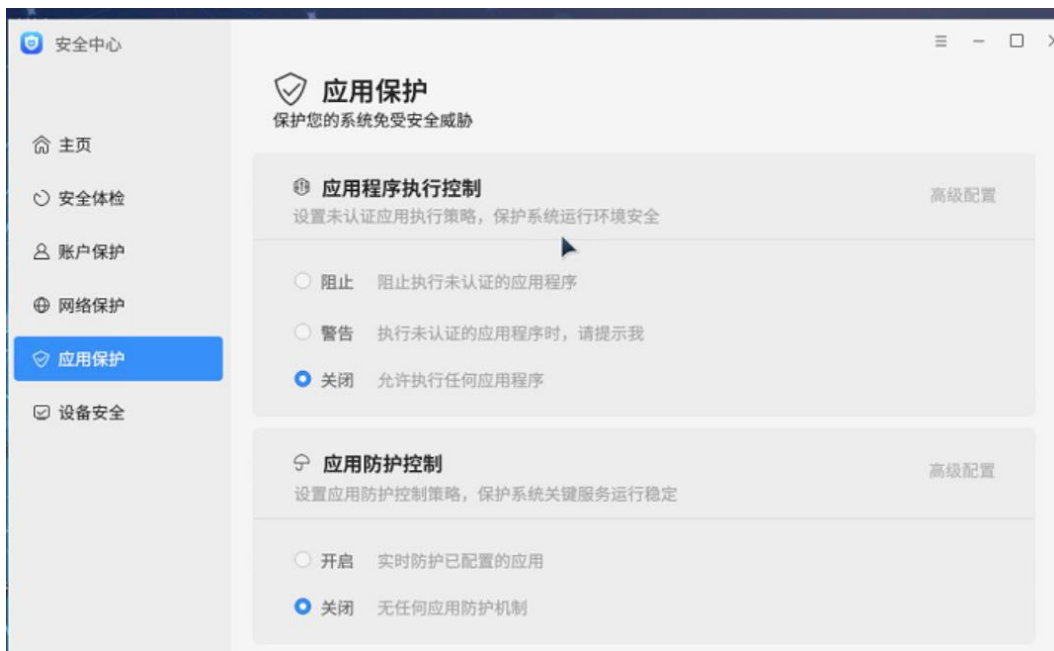 安全中心
主页
安全体检
账户保护
网络保护
应用保护
设备安全
应用保护
保护您的系统免受安全威胁
应用程序执行控制
高级配置
设置未认证应用执行策略，保护系统运行环境安全
阻止 阻止执行未认证的应用程序
警告 执行未认证的应用程序时，请提示我
关闭 允许执行任何应用程序
应用防护控制
高级配置
设置应用防护控制策略，保护系统关键服务运行稳定
开启 实时防护已配置的应用
关闭 无任何应用防护机制